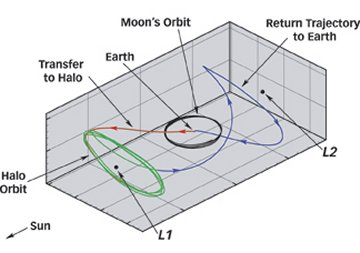 Moon's Orbit
Return Trajectory
to Earth
Earth
Transfer
to Halo
Halo
Orbit
L2
L1
Sun